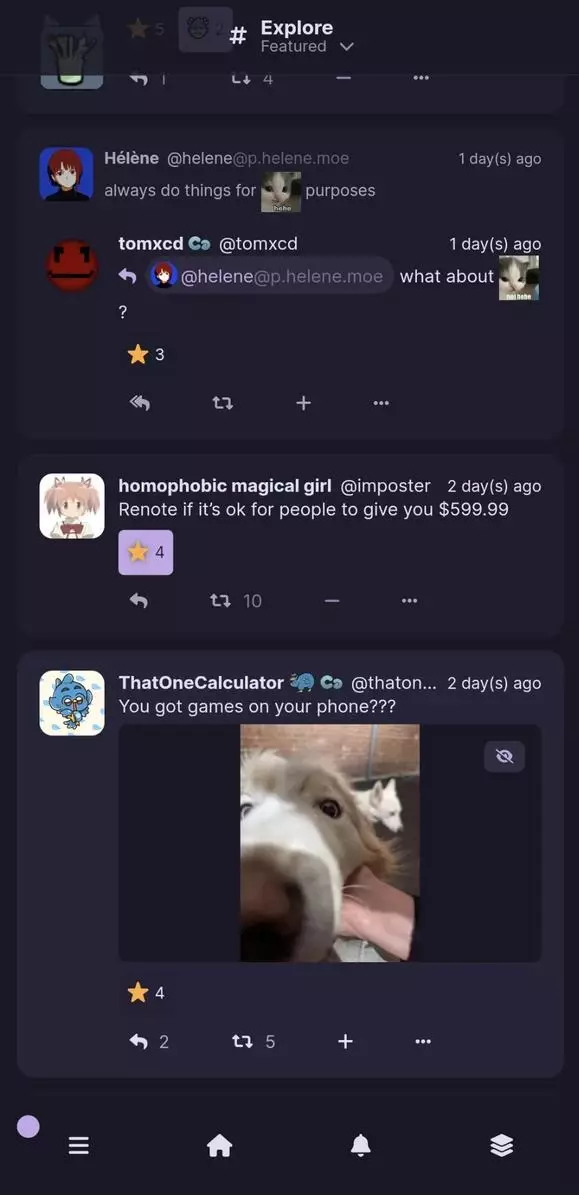 5 2
# Explore
Featured
1 4
Hélène @helene@p.helene.moe 1 day(s) ago
always do things for hehe purposes
tomxcd @tomxcd 1 day(s) ago
@helene@p.helene.moe what about not hehe
?
3
homophobic magical girl @imposter 2 day(s) ago
Renote if it’s ok for people to give you $599.99
4
10
ThatOneCalculator @thaton... 2 day(s) ago
You got games on your phone???
4
2 5